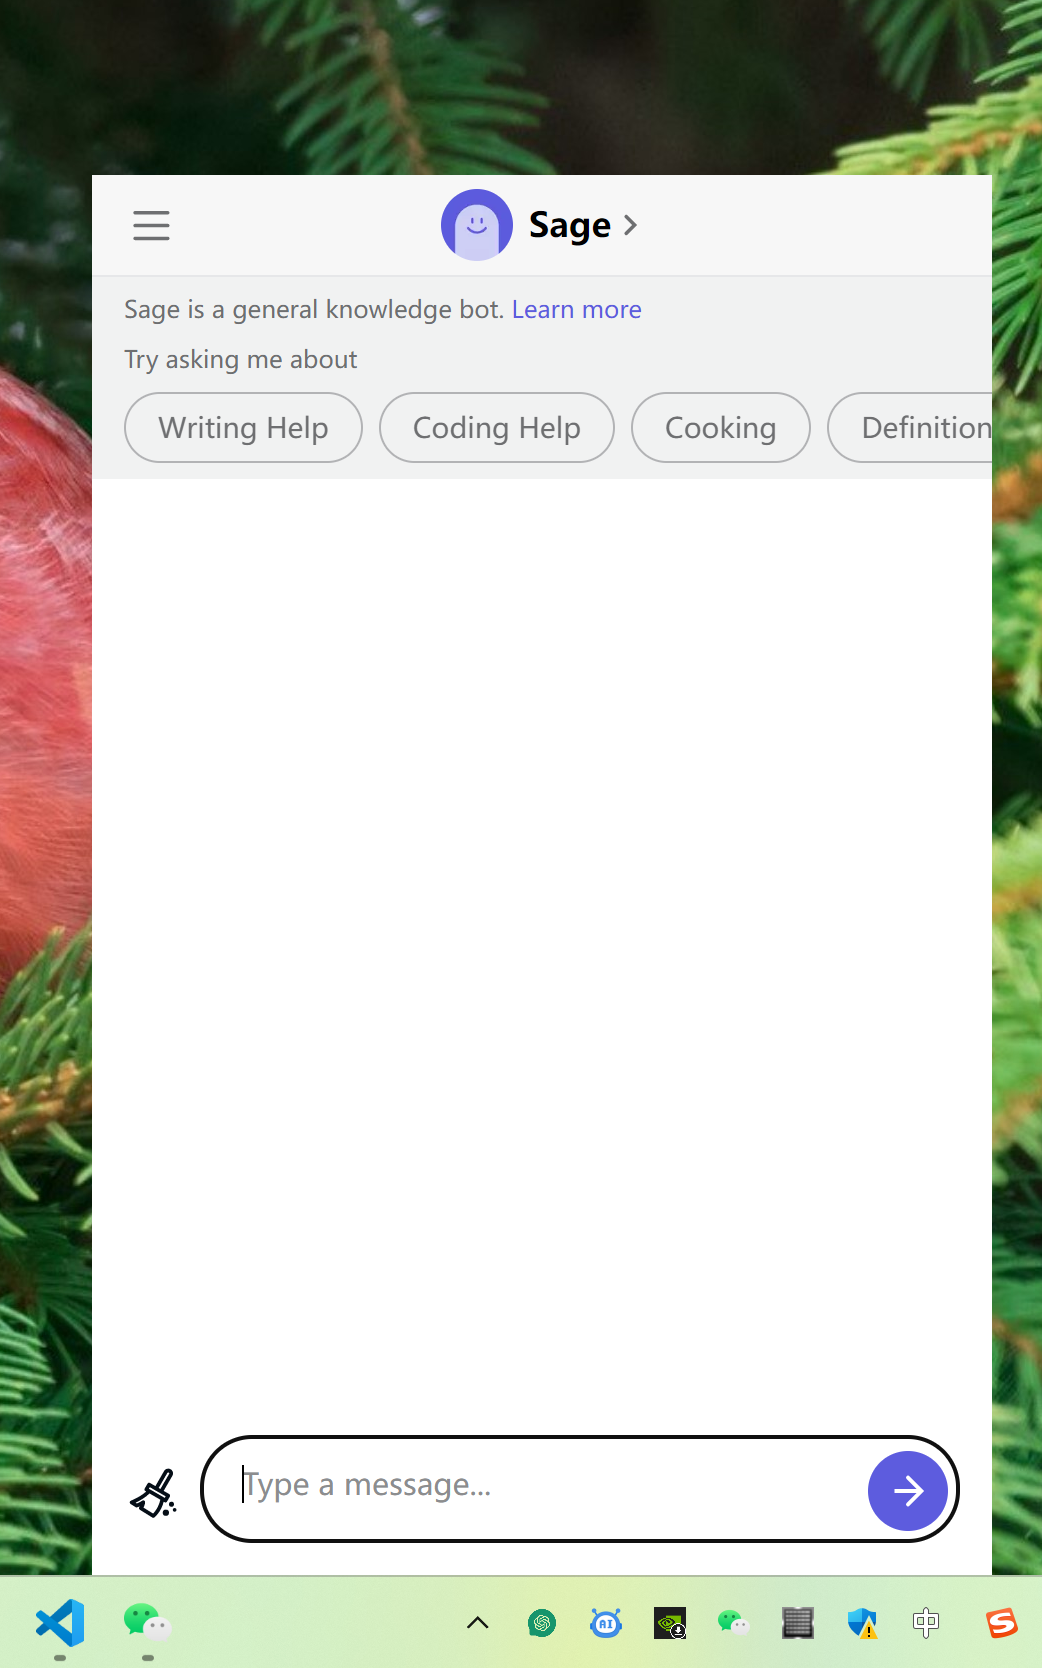 Sage
Sage is a general knowledge bot. Learn more
Try asking me about
Writing Help
Coding Help
Cooking
Definition
Type a message...
AI
中
S